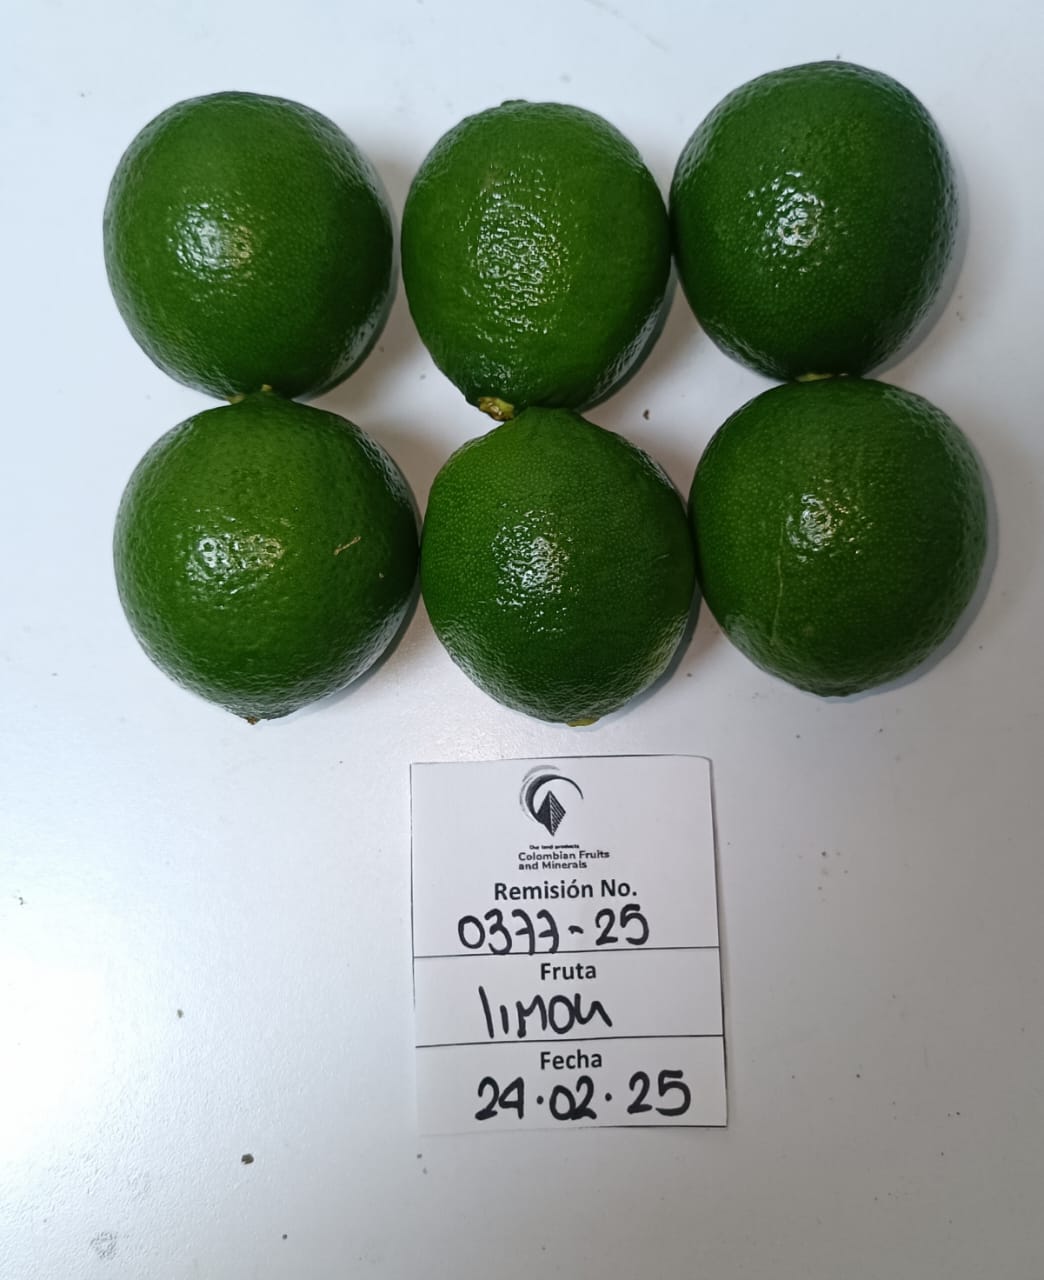 Our land products
Colombian Fruits
and Minerals
Remisión No.
0377-25
Fruta
limon
Fecha
24.02.25